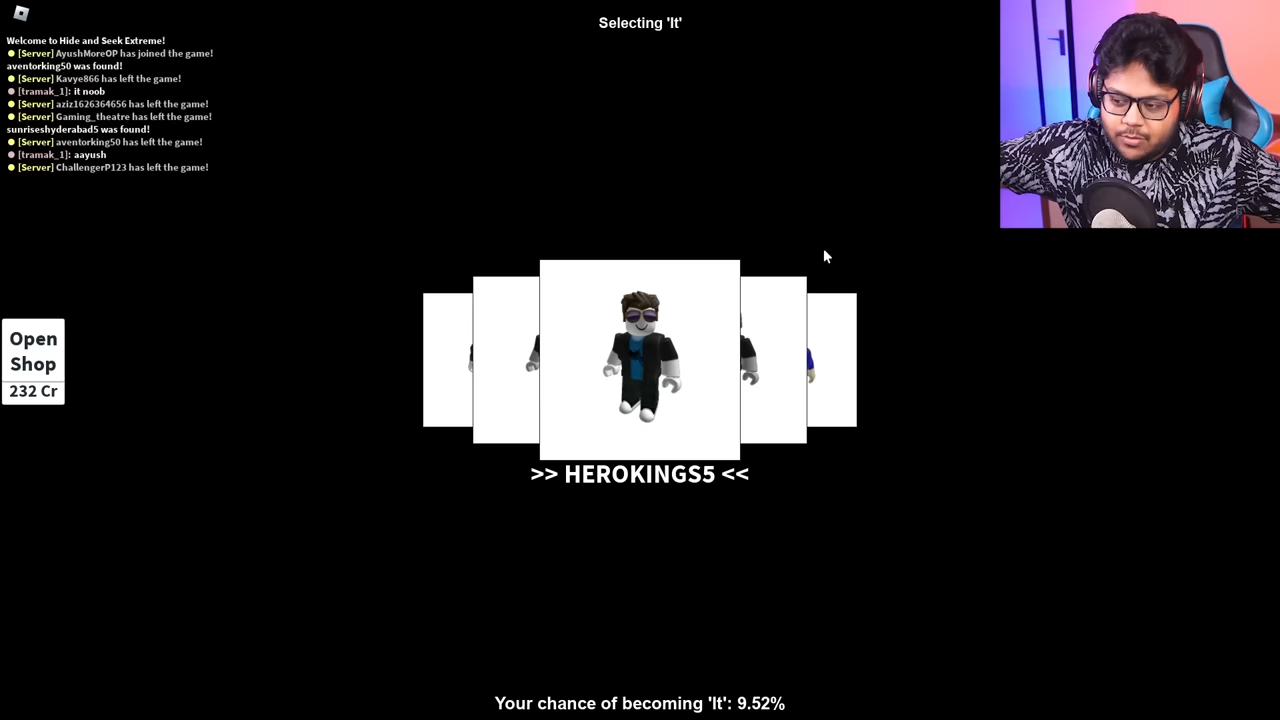 Selecting 'It'
Welcome to Hide and Seek Extreme!
[Server] AyushMoreOP has joined the game!
aventorking50 was found!
[Server] Kavye866 has left the game!
[tramak_1]: it noob
[Server] aziz1626364656 has left the game!
[Server] Gaming_theatre has left the game!
sunriseshyderabad5 was found!
[Server] aventorking50 has left the game!
[tramak_1]: aayush
[Server] ChallengerP123 has left the game!
Open
Shop
232 Cr
>> HEROKINGS5 <<
Your chance of becoming 'It': 9.52%